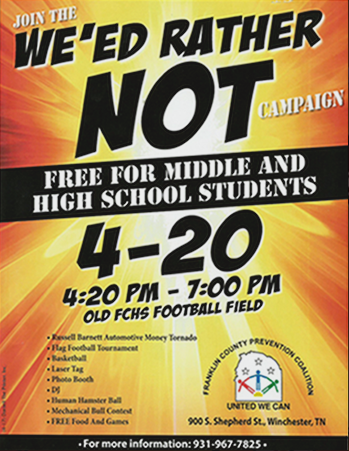 JOIN THE
WE'ED RATHER
NOT
CAMPAIGN
FREE FOR MIDDLE AND
HIGH SCHOOL STUDENTS
4-20
4:20 PM – 7:00 PM
OLD FCHS FOOTBALL FIELD
• Russell Barnett Automotive Money Tornado
• Flag Football Tournament
• Basketball
• Laser Tag
• Photo Booth
• DJ
• Human Hamster Ball
• Mechanical Bull Contest
• FREE Food And Games
FRANKLIN COUNTY PREVENTION COALITION
UNITED WE CAN
900 S. Shepherd St., Winchester, TN
• For more information: 931-967-7825 •